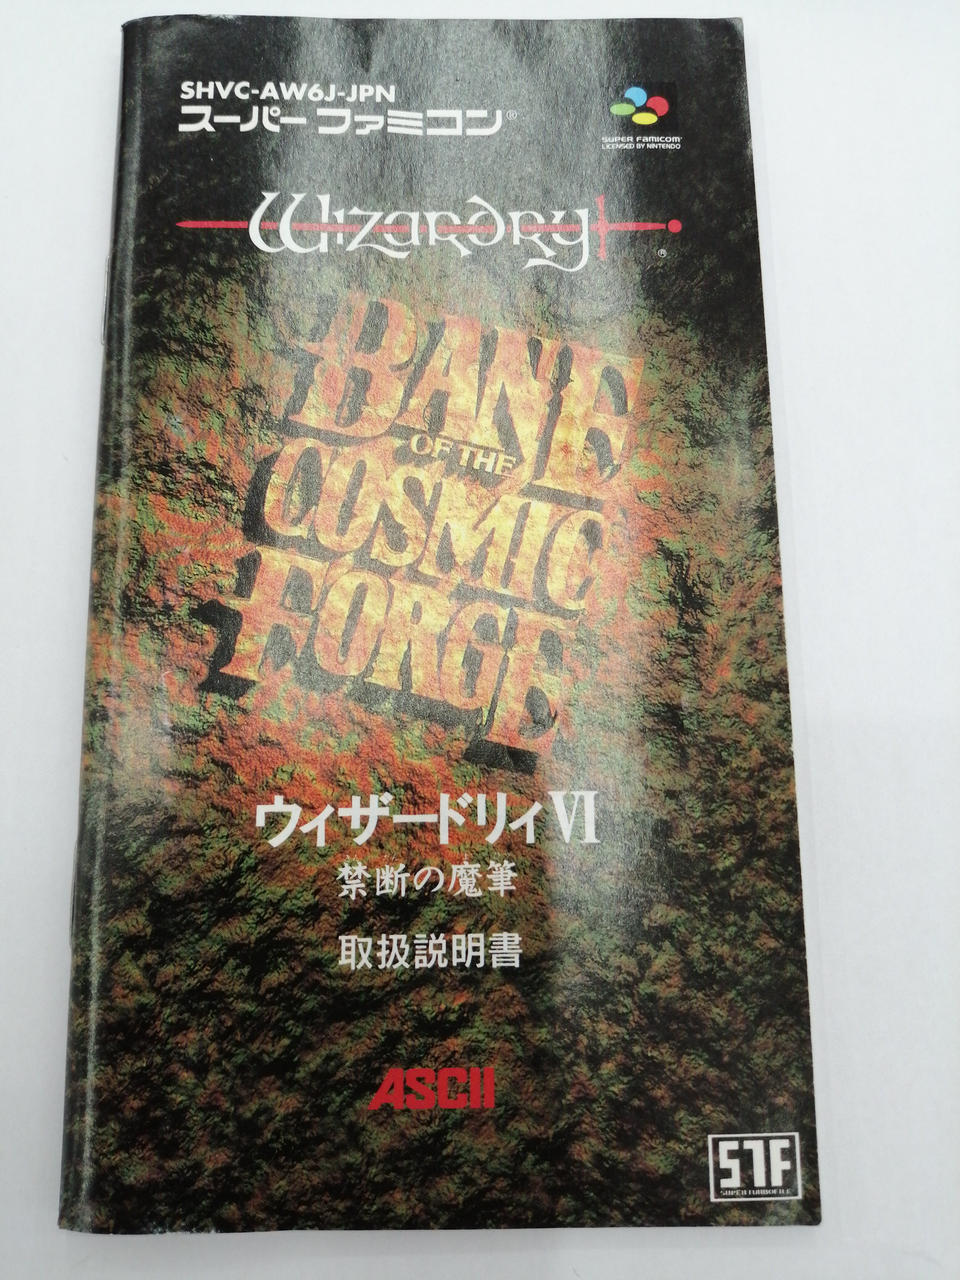 SHVC-AW6J-JPN
スーパーファミコン®
SUPER FAMICOM
LICENSED BY NINTENDO
Wizardry
®
BANE
OF THE
COSMIC
FORGE
ウィザードリィⅥ
禁断の魔筆
取扱説明書
ASCII
STF
SUPER TURBOFILE